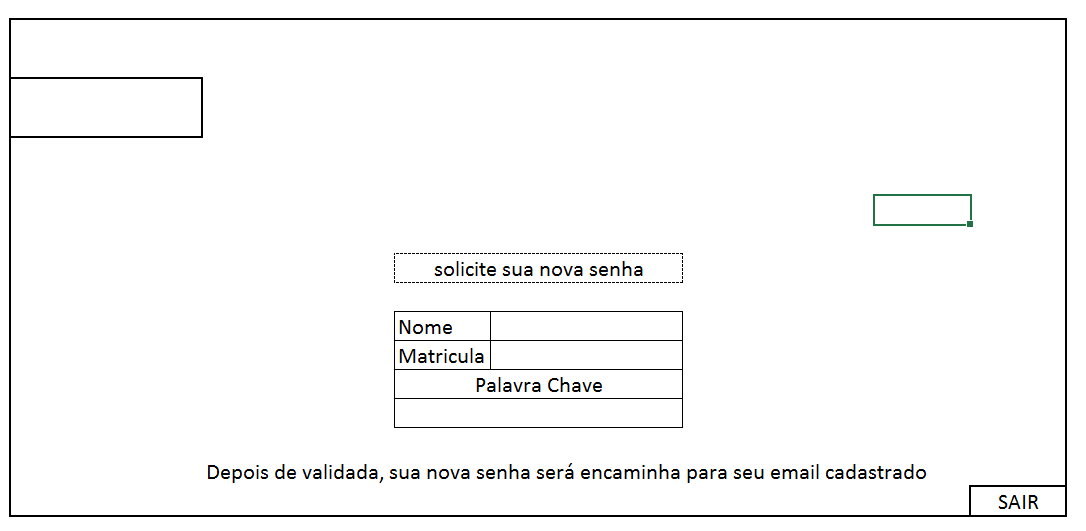 solicite sua nova senha
Nome
Matricula
Palavra Chave
Depois de validada, sua nova senha será encaminha para seu email cadastrado
SAIR